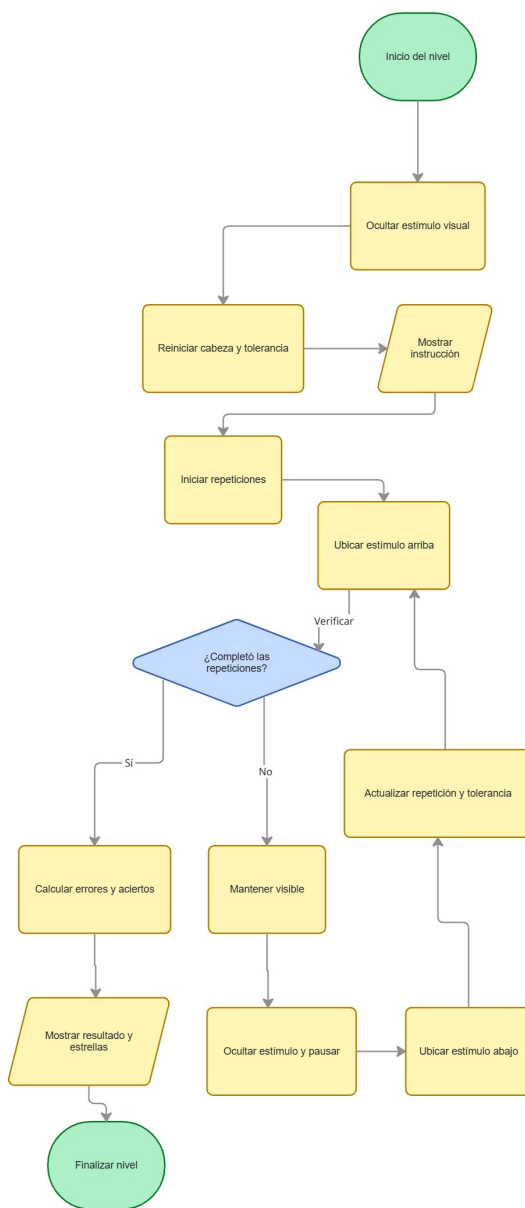 Inicio del nivel
Ocultar estímulo visual
Reiniciar cabeza y tolerancia
Mostrar
instrucción
Iniciar repeticiones
Ubicar estímulo arriba
Verificar
¿Completó las
repeticiones?
Sí
No
Actualizar repetición y tolerancia
Calcular errores y aciertos
Mantener visible
Mostrar resultado y
estrellas
Ocultar estímulo y pausar
Ubicar estímulo abajo
Finalizar nivel